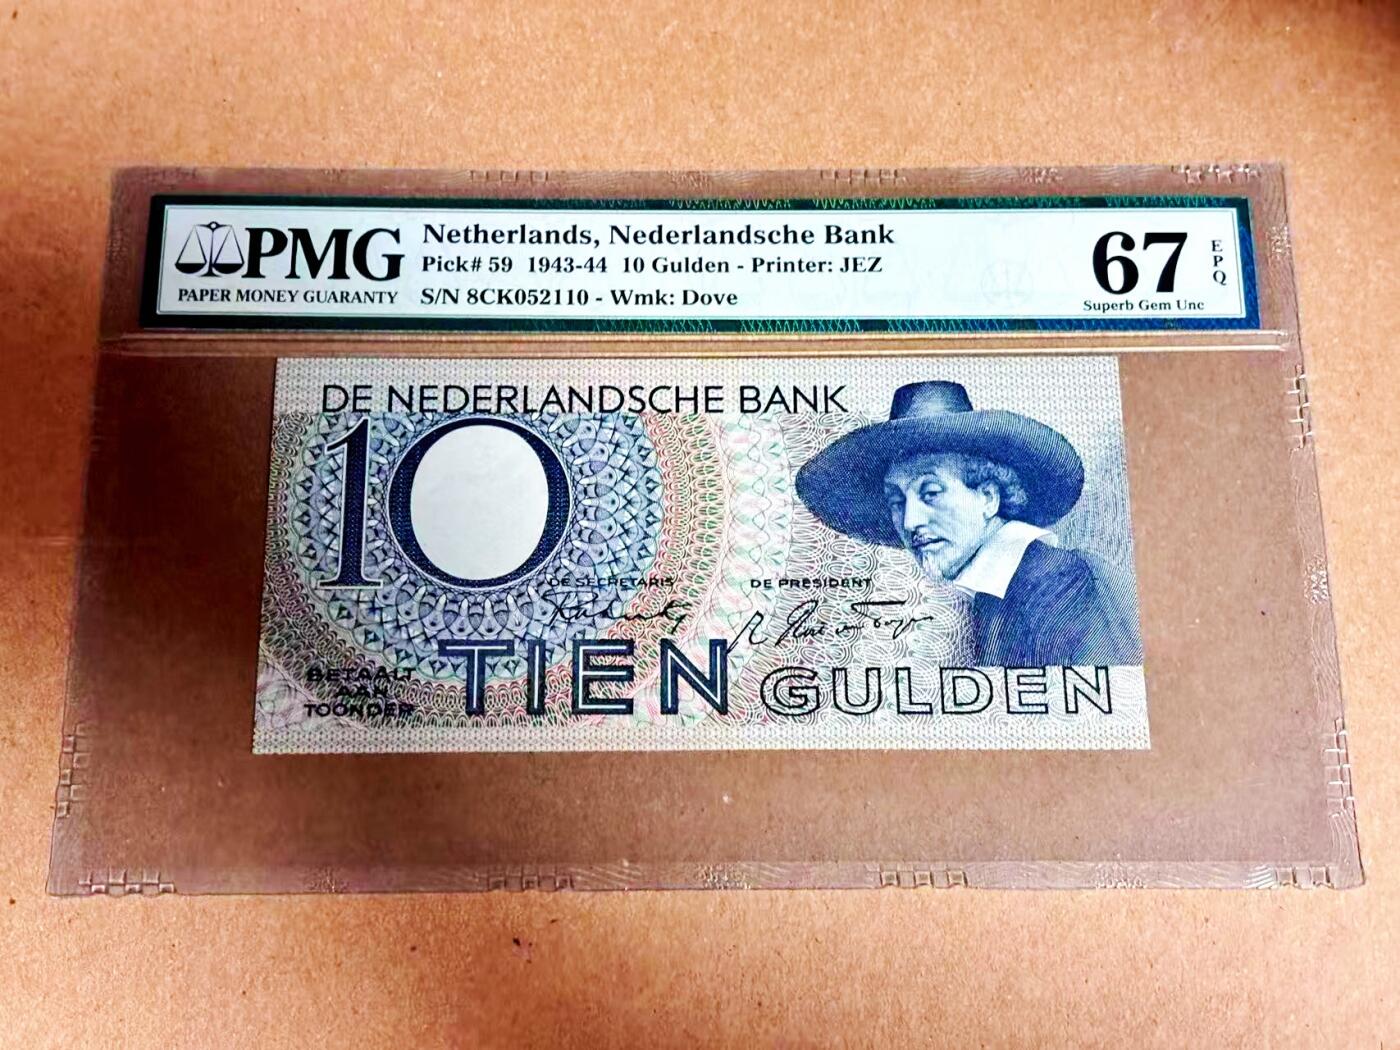 PMG
PAPER MONEY GUARANTY
Netherlands, Nederlandsche Bank
Pick# 59 1943-44 10 Gulden - Printer: JEZ
S/N 8CK052110 - Wmk: Dove
67
EPQ
Superb Gem Unc
DE NEDERLANDSCHE BANK
10
DE SECRETARIS
DE PRESIDENT
BETAALT
AAN
TOONDER
TIEN GULDEN